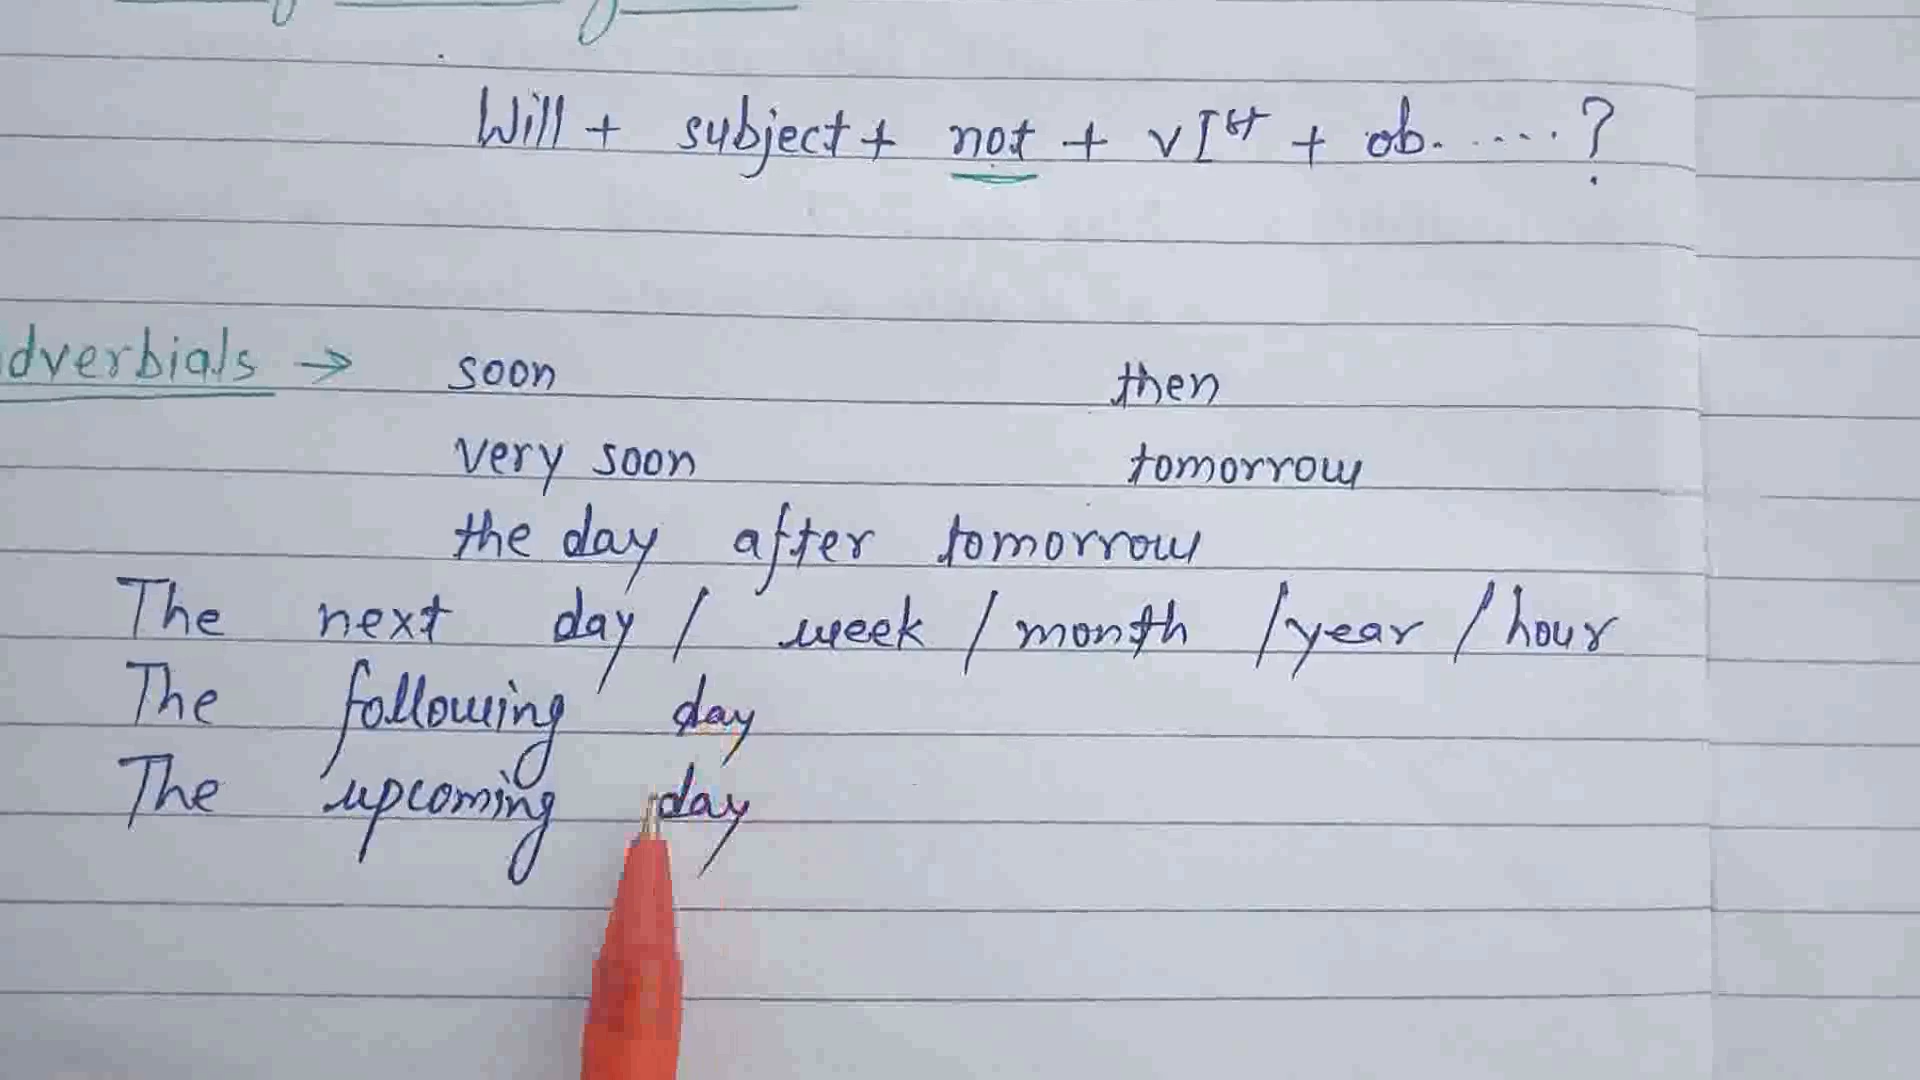 Will + subject + not + v Ist + ob. ....?
dverbials → soon then
very soon tomorrow
the day after tomorrow
The next day / week / month / year / hour
The following day
The upcoming day